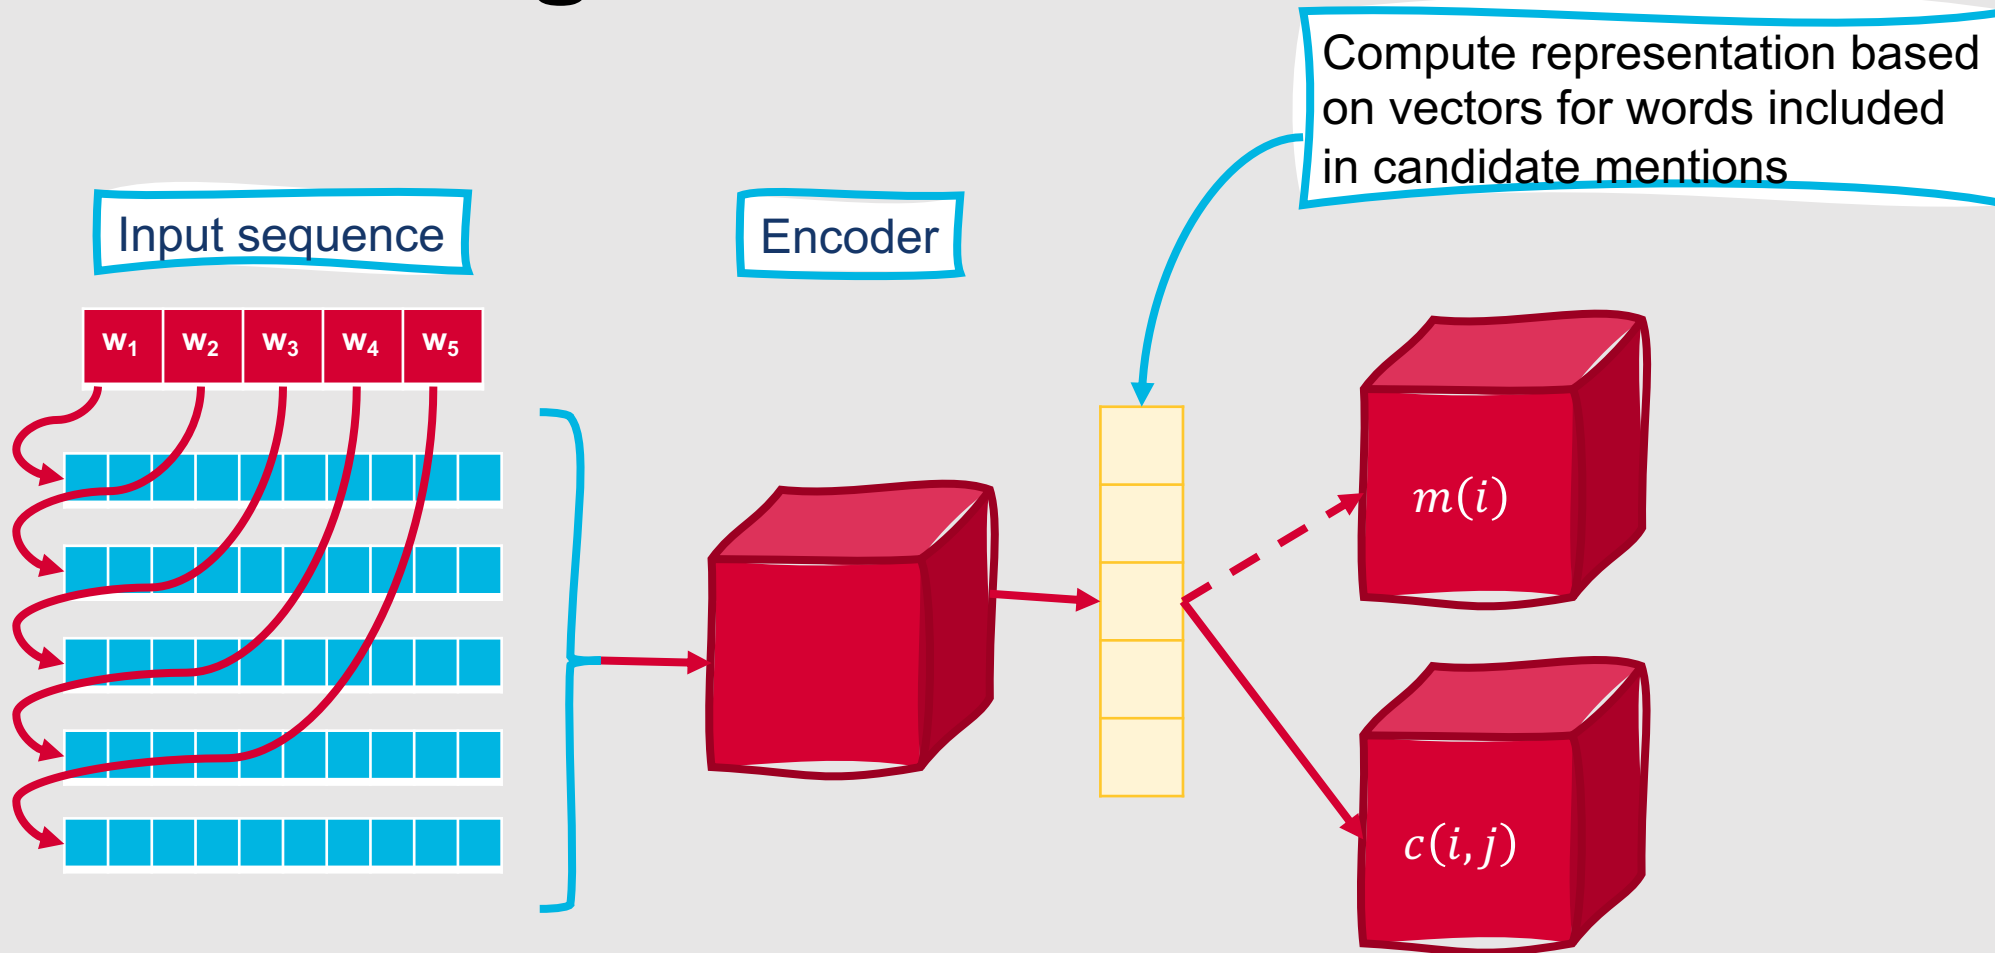 Compute representation based
on vectors for words included
in candidate mentions
Input sequence
Encoder
w₁ w₂ w₃ w₄ w₅
m(i)
c(i, j)